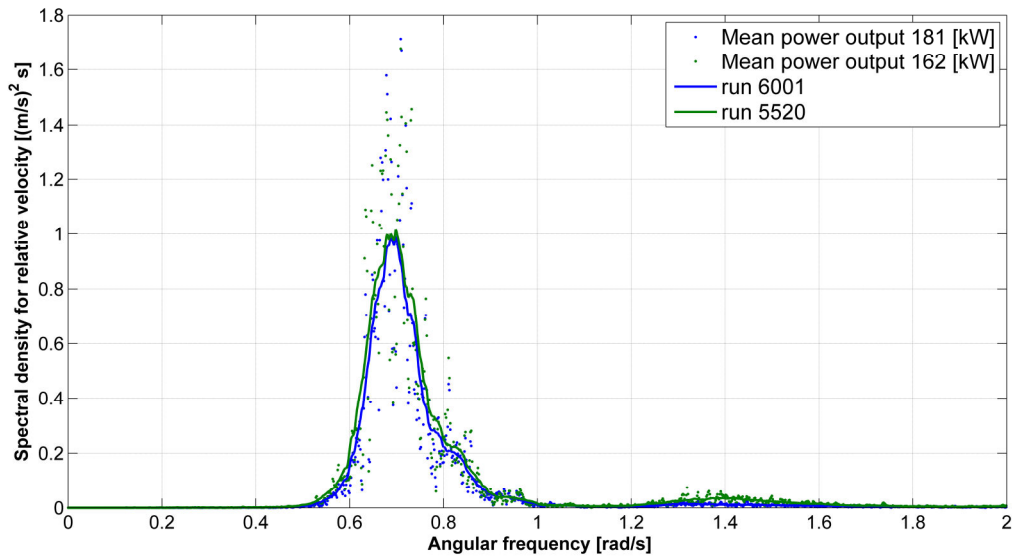 1.8
1.6
1.4
1.2
1
0.8
0.6
0.4
0.2
0
Spectral density for relative velocity [(m/s)² s]
Mean power output 181 [kW]
Mean power output 162 [kW]
run 6001
run 5520
0 0.2 0.4 0.6 0.8 1 1.2 1.4 1.6 1.8 2
Angular frequency [rad/s]